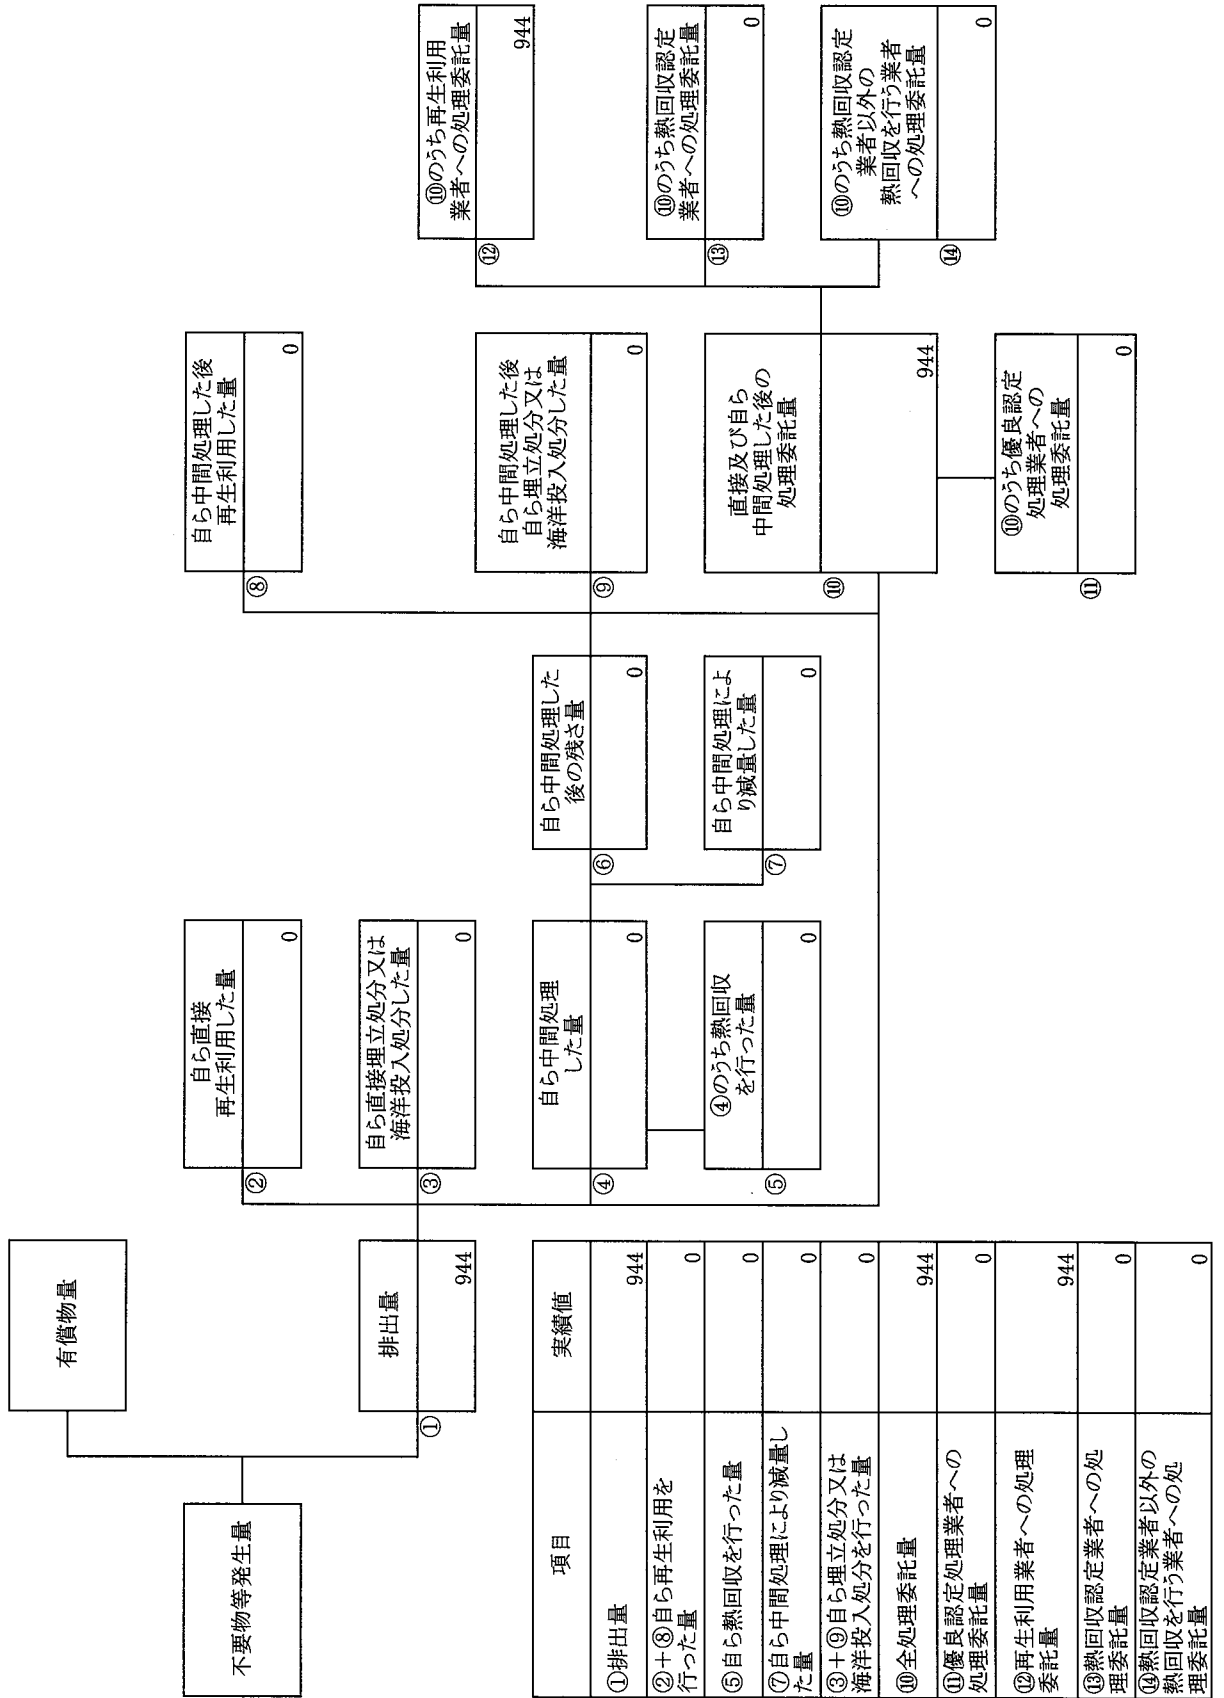 不要物等発生量
有償物量
排出量
①
944
自ら直接
再生利用した量
②
0
自ら直接埋立処分又は
海洋投入処分した量
③
0
自ら中間処理
した量
④
0
④のうち熱回収
を行った量
⑤
0
自ら中間処理した
後の残さ量
⑥
0
自ら中間処理によ
り減量した量
⑦
0
自ら中間処理した後
再生利用した量
⑧
0
自ら中間処理した後
自ら埋立処分又は
海洋投入処分した量
⑨
0
直接及び自ら
中間処理した後の
処理委託量
⑩
944
⑩のうち優良認定
処理業者への
処理委託量
⑪
0
⑩のうち再生利用
業者への処理委託量
⑫
944
⑩のうち熱回収認定
業者への処理委託量
⑬
0
⑩のうち熱回収認定
業者以外の
熱回収を行う業者
への処理委託量
⑭
0
項目 実績値
①排出量 944
②+⑧自ら再生利用を
行った量 0
⑤自ら熱回収を行った量 0
⑦自ら中間処理により減量し
た量 0
③+⑨自ら埋立処分又は
海洋投入処分を行った量 0
⑩全処理委託量 944
⑪優良認定処理業者への
処理委託量 0
⑫再生利用業者への処理
委託量 944
⑬熱回収認定業者への処
理委託量 0
⑭熱回収認定業者以外の
熱回収を行う業者への処
理委託量 0